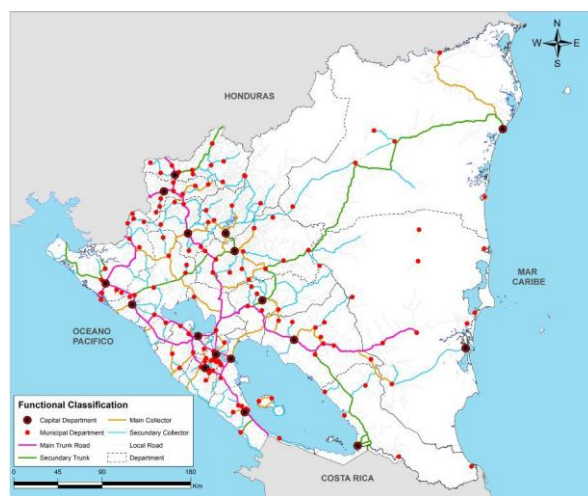 N
W E
S
HONDURAS
MAR
CARIBE
OCEANO
PACIFICO
Functional Classification
Capital Department
Main Collector
Municipal Department
Secondary Collector
Main Trunk Road
Local Road
Secondary Trunk
Department
0 45 90 180
Km
COSTA RICA